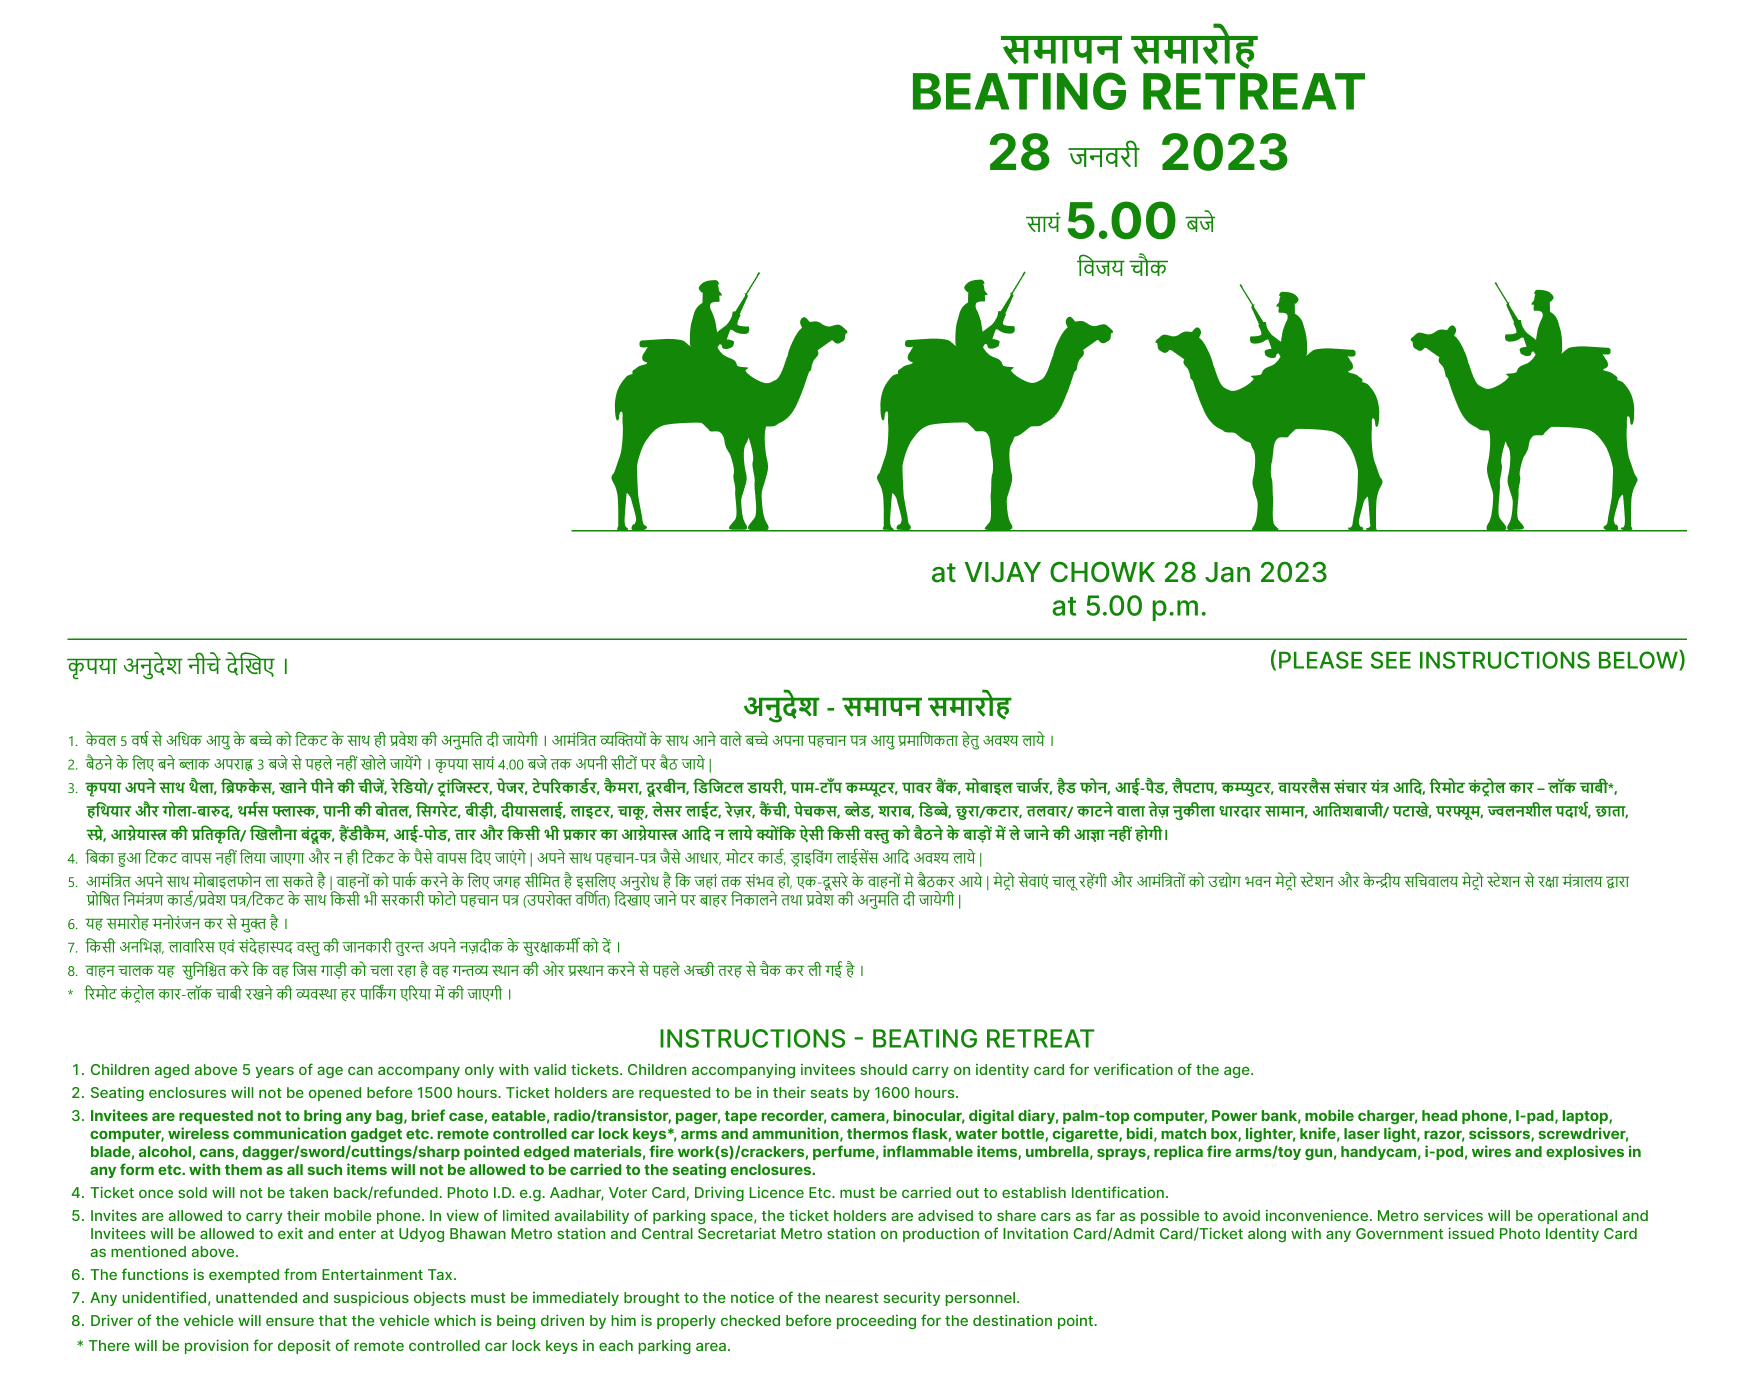 समापन समारोह
BEATING RETREAT
28 जनवरी 2023
सायं 5.00 बजे
विजय चौक
at VIJAY CHOWK 28 Jan 2023
at 5.00 p.m.
कृपया अनुदेश नीचे देखिए ।
(PLEASE SEE INSTRUCTIONS BELOW)
अनुदेश - समापन समारोह
1. केवल 5 वर्ष से अधिक आयु के बच्चे को टिकट के साथ ही प्रवेश की अनुमति दी जायेगी । आमंत्रित व्यक्तियों के साथ आने वाले बच्चे अपना पहचान पत्र आयु प्रमाणिकता हेतु अवश्य लाये ।
2. बैठने के लिए बने ब्लाक अपराह्न 3 बजे से पहले नहीं खोले जायेंगे । कृपया सायं 4.00 बजे तक अपनी सीटों पर बैठ जाये |
3. कृपया अपने साथ थैला, ब्रिफकेस, खाने पीने की चीजें, रेडियो/ ट्रांजिस्टर, पेजर, टेपरिकार्डर, कैमरा, दूरबीन, डिजिटल डायरी, पाम-टॉप कम्प्यूटर, पावर बैंक, मोबाइल चार्जर, हैड फोन, आई-पैड, लैपटाप, कम्प्युटर, वायरलैस संचार यंत्र आदि, रिमोट कंट्रोल कार – लॉक चाबी*,
हथियार और गोला-बारुद, थर्मस फ्लास्क, पानी की बोतल, सिगरेट, बीड़ी, दीयासलाई, लाइटर, चाकू, लेसर लाईट, रेज़र, कैंची, पेचकस, ब्लेड, शराब, डिब्बे, छुरा/कटार, तलवार/ काटने वाला तेज़ नुकीला धारदार सामान, आतिशबाजी/ पटाखे, परफ्यूम, ज्वलनशील पदार्थ, छाता,
स्प्रे, आग्नेयास्त्र की प्रतिकृति/ खिलौना बंदूक, हैंडीकैम, आई-पोड, तार और किसी भी प्रकार का आग्नेयास्त्र आदि न लाये क्योंकि ऐसी किसी वस्तु को बैठने के बाड़ों में ले जाने की आज्ञा नहीं होगी।
4. बिका हुआ टिकट वापस नहीं लिया जाएगा और न ही टिकट के पैसे वापस दिए जाएंगे | अपने साथ पहचान-पत्र जैसे आधार, मोटर कार्ड, ड्राइविंग लाईसेंस आदि अवश्य लाये |
5. आमंत्रित अपने साथ मोबाइलफोन ला सकते है | वाहनों को पार्क करने के लिए जगह सीमित है इसलिए अनुरोध है कि जहां तक संभव हो, एक-दूसरे के वाहनों मे बैठकर आये | मेट्रो सेवाएं चालू रहेंगी और आमंत्रितों को उद्योग भवन मेट्रो स्टेशन और केन्द्रीय सचिवालय मेट्रो स्टेशन से रक्षा मंत्रालय द्वारा
प्रोषित निमंत्रण कार्ड/प्रवेश पत्र/टिकट के साथ किसी भी सरकारी फोटो पहचान पत्र (उपरोक्त वर्णित) दिखाए जाने पर बाहर निकालने तथा प्रवेश की अनुमति दी जायेगी |
6. यह समारोह मनोरंजन कर से मुक्त है ।
7. किसी अनभिज्ञ, लावारिस एवं संदेहास्पद वस्तु की जानकारी तुरन्त अपने नज़दीक के सुरक्षाकर्मी को दें ।
8. वाहन चालक यह सुनिश्चित करे कि वह जिस गाड़ी को चला रहा है वह गन्तव्य स्थान की ओर प्रस्थान करने से पहले अच्छी तरह से चैक कर ली गई है ।
* रिमोट कंट्रोल कार-लॉक चाबी रखने की व्यवस्था हर पार्किंग एरिया में की जाएगी ।
INSTRUCTIONS - BEATING RETREAT
1. Children aged above 5 years of age can accompany only with valid tickets. Children accompanying invitees should carry on identity card for verification of the age.
2. Seating enclosures will not be opened before 1500 hours. Ticket holders are requested to be in their seats by 1600 hours.
3. Invitees are requested not to bring any bag, brief case, eatable, radio/transistor, pager, tape recorder, camera, binocular, digital diary, palm-top computer, Power bank, mobile charger, head phone, I-pad, laptop,
computer, wireless communication gadget etc. remote controlled car lock keys*, arms and ammunition, thermos flask, water bottle, cigarette, bidi, match box, lighter, knife, laser light, razor, scissors, screwdriver,
blade, alcohol, cans, dagger/sword/cuttings/sharp pointed edged materials, fire work(s)/crackers, perfume, inflammable items, umbrella, sprays, replica fire arms/toy gun, handycam, i-pod, wires and explosives in
any form etc. with them as all such items will not be allowed to be carried to the seating enclosures.
4. Ticket once sold will not be taken back/refunded. Photo I.D. e.g. Aadhar, Voter Card, Driving Licence Etc. must be carried out to establish Identification.
5. Invites are allowed to carry their mobile phone. In view of limited availability of parking space, the ticket holders are advised to share cars as far as possible to avoid inconvenience. Metro services will be operational and
Invitees will be allowed to exit and enter at Udyog Bhawan Metro station and Central Secretariat Metro station on production of Invitation Card/Admit Card/Ticket along with any Government issued Photo Identity Card
as mentioned above.
6. The functions is exempted from Entertainment Tax.
7. Any unidentified, unattended and suspicious objects must be immediately brought to the notice of the nearest security personnel.
8. Driver of the vehicle will ensure that the vehicle which is being driven by him is properly checked before proceeding for the destination point.
* There will be provision for deposit of remote controlled car lock keys in each parking area.